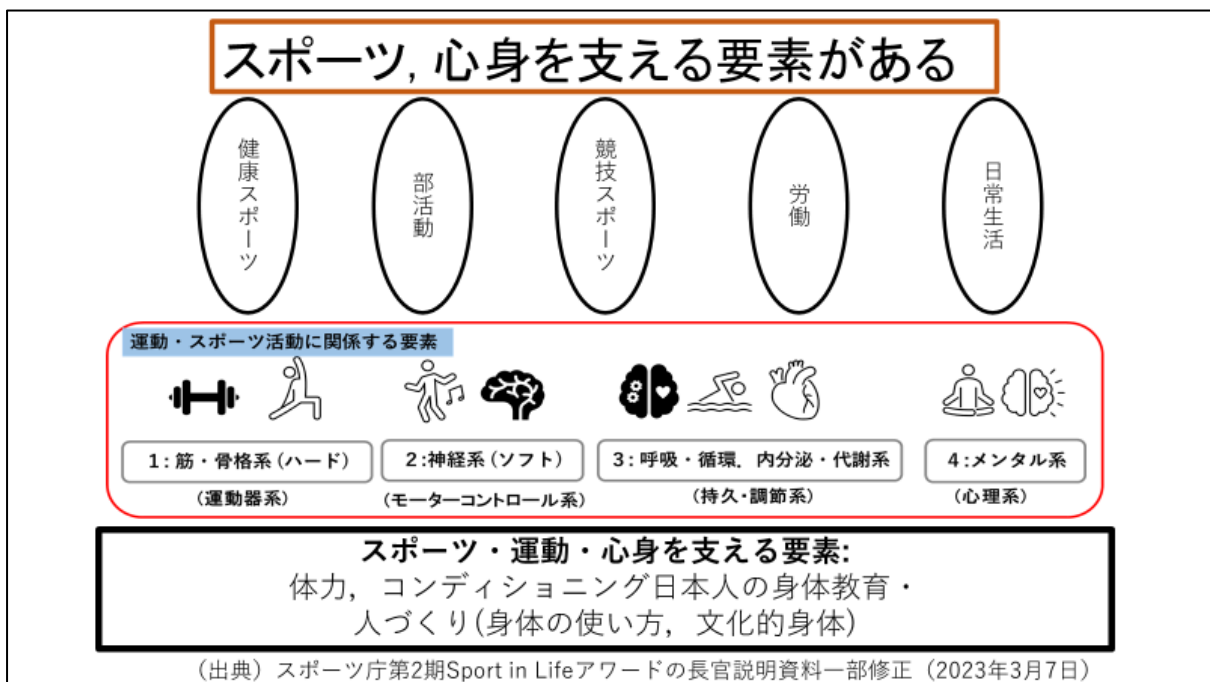 スポーツ, 心身を支える要素がある
健康スポーツ
部活動
競技スポーツ
労働
日常生活
運動・スポーツ活動に関係する要素
1：筋・骨格系（ハード）
（運動器系）
2：神経系（ソフト）
（モーターコントロール系）
3：呼吸・循環．内分泌・代謝系
（持久・調節系）
4：メンタル系
（心理系）
スポーツ・運動・心身を支える要素:
体力，コンディショニング日本人の身体教育・
人づくり(身体の使い方，文化的身体)
（出典）スポーツ庁第2期Sport in Lifeアワードの長官説明資料一部修正（2023年3月7日）